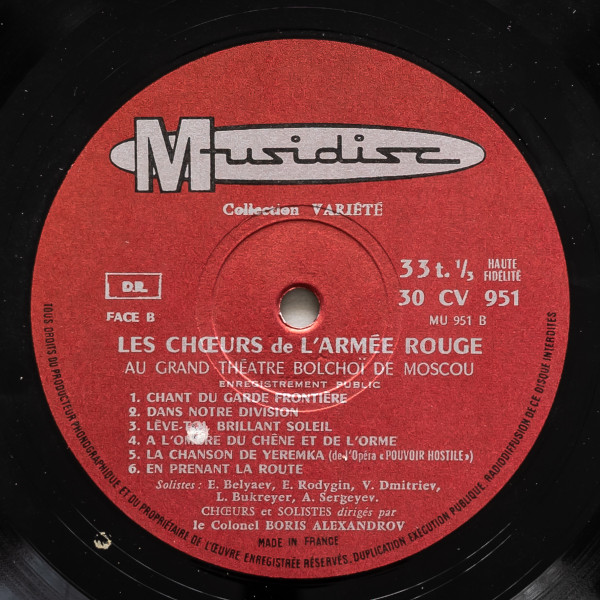 Musidisc
Collection VARIÉTÉ
33 t. 1/3 HAUTE FIDÉLITÉ
30 CV 951
MU 951 B
D.R.
FACE B
LES CHŒURS de L'ARMÉE ROUGE
AU GRAND THÉATRE BOLCHOÏ DE MOSCOU
ENREGISTREMENT PUBLIC
1. CHANT DU GARDE FRONTIÈRE
2. DANS NOTRE DIVISION
3. LÈVE-TOI, BRILLANT SOLEIL
4. A L'OMBRE DU CHÊNE ET DE L'ORME
5. LA CHANSON DE YEREMKA (de l'Opéra « POUVOIR HOSTILE »)
6. EN PRENANT LA ROUTE
Solistes : E. Belyaev, E. Rodygin, V. Dmitriev,
L. Bukreyer, A. Sergeyev.
CHŒURS et SOLISTES dirigés par
le Colonel BORIS ALEXANDROV
MADE IN FRANCE
TOUS DROITS DU PRODUCTEUR PHONOGRAPHIQUE ET DU PROPRIÉTAIRE DE L'ŒUVRE ENREGISTRÉE RÉSERVÉS. DUPLICATION EXÉCUTION PUBLIQUE, RADIODIFFUSION DE CE DISQUE INTERDITES